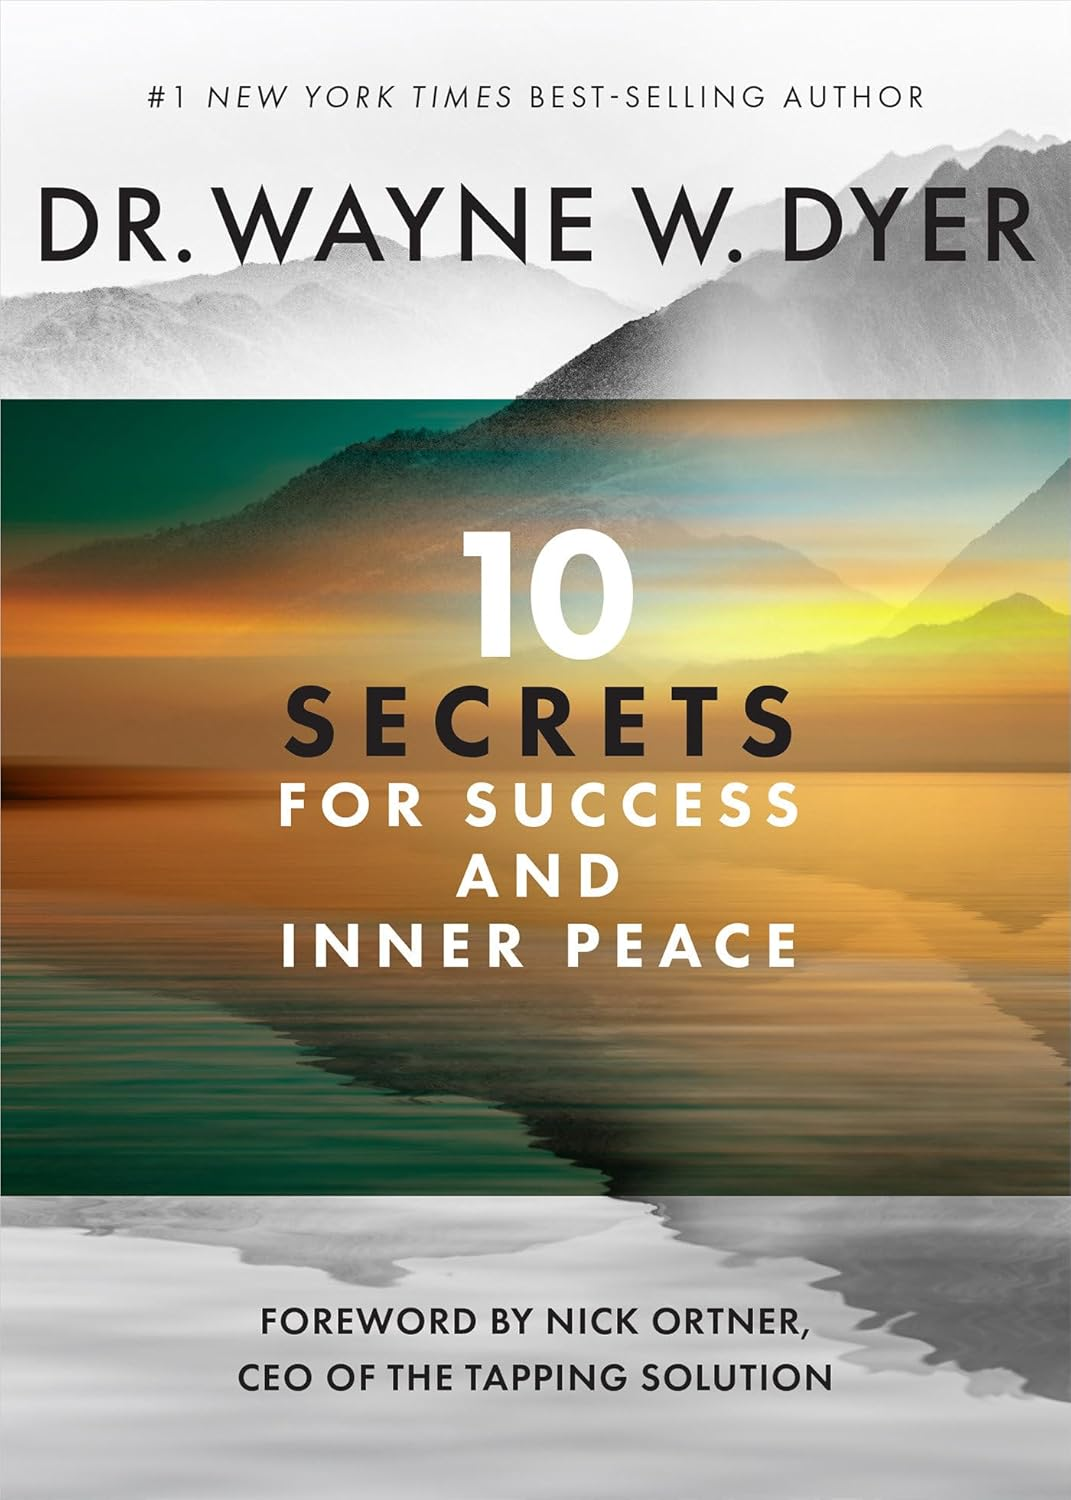 #1 NEW YORK TIMES BEST-SELLING AUTHOR
DR. WAYNE W. DYER
10
SECRETS
FOR SUCCESS
AND
INNER PEACE
FOREWORD BY NICK ORTNER,
CEO OF THE TAPPING SOLUTION